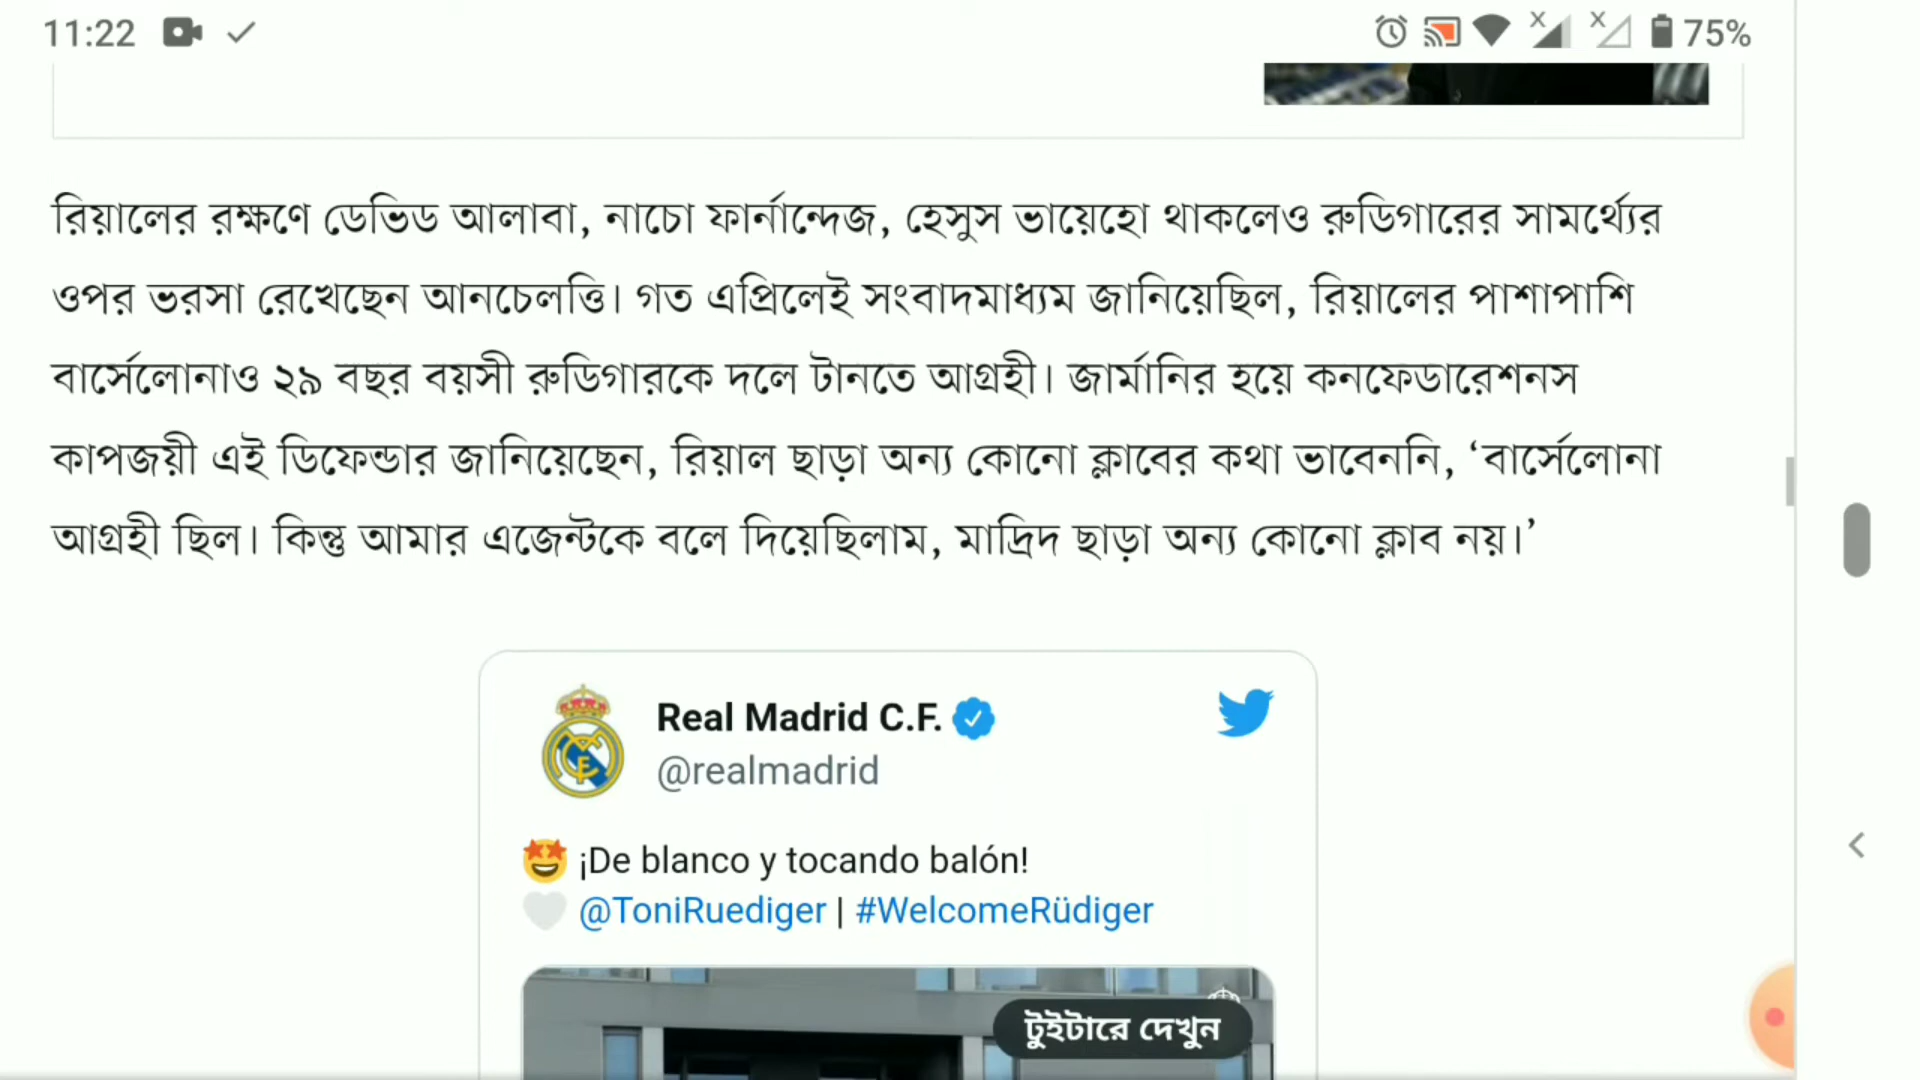 11:22
75%
রিয়ালের রক্ষণে ডেভিড আলাবা, নাচো ফার্নান্দেজ, হেসুস ভায়েহো থাকলেও রুডিগারের সামর্থ্যের
ওপর ভরসা রেখেছেন আনচেলত্তি। গত এপ্রিলেই সংবাদমাধ্যম জানিয়েছিল, রিয়ালের পাশাপাশি
বার্সেলোনাও ২৯ বছর বয়সী রুডিগারকে দলে টানতে আগ্রহী। জার্মানির হয়ে কনফেডারেশনস
কাপজয়ী এই ডিফেন্ডার জানিয়েছেন, রিয়াল ছাড়া অন্য কোনো ক্লাবের কথা ভাবেননি, ‘বার্সেলোনা
আগ্রহী ছিল। কিন্তু আমার এজেন্টকে বলে দিয়েছিলাম, মাদ্রিদ ছাড়া অন্য কোনো ক্লাব নয়।’
Real Madrid C.F.
@realmadrid
🤩 ¡De blanco y tocando balón!
🤍 @ToniRuediger | #WelcomeRüdiger
টুইটারে দেখুন